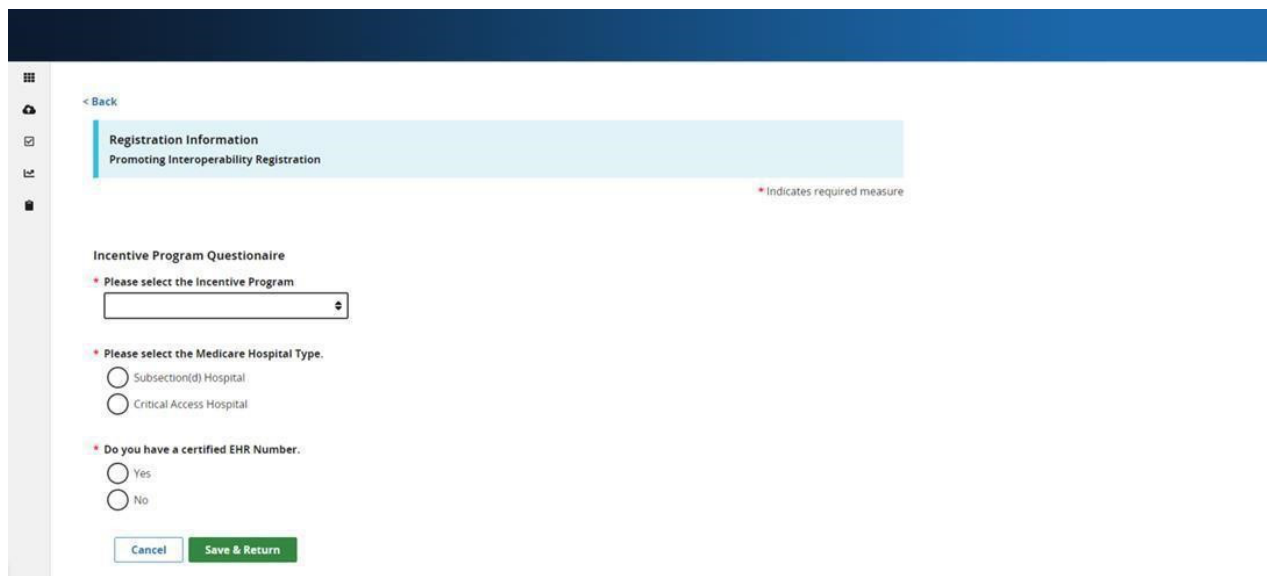 < Back
Registration Information
Promoting Interoperability Registration
* Indicates required measure
Incentive Program Questionaire
* Please select the Incentive Program
* Please select the Medicare Hospital Type.
Subsection(d) Hospital
Critical Access Hospital
* Do you have a certified EHR Number.
Yes
No
Cancel Save & Return